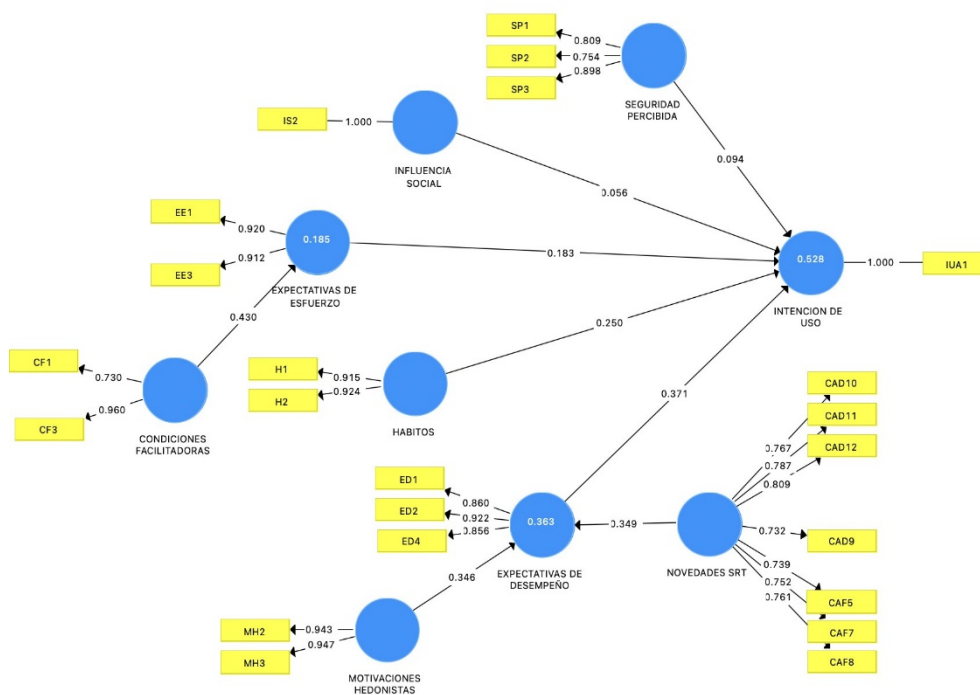 SP1
0.809
SP2
0.754
SP3
0.898
SEGURIDAD
PERCIBIDA
IS2
1.000
INFLUENCIA
SOCIAL
0.094
0.056
EE1
0.920
EE3
0.912
0.185
EXPECTATIVAS DE
ESFUERZO
0.183
0.528
INTENCION DE
USO
1.000
IUA1
0.430
0.250
CF1
0.730
CF3
0.960
CONDICIONES
FACILITADORAS
H1
0.915
H2
0.924
HABITOS
0.371
CAD10
0.767
CAD11
0.787
CAD12
0.809
ED1
0.860
ED2
0.922
ED4
0.856
0.363
EXPECTATIVAS DE
DESEMPEÑO
0.349
NOVEDADES SRT
0.732
CAD9
0.739
CAF5
0.752
CAF7
0.761
CAF8
0.346
MH2
0.943
MH3
0.947
MOTIVACIONES
HEDONISTAS